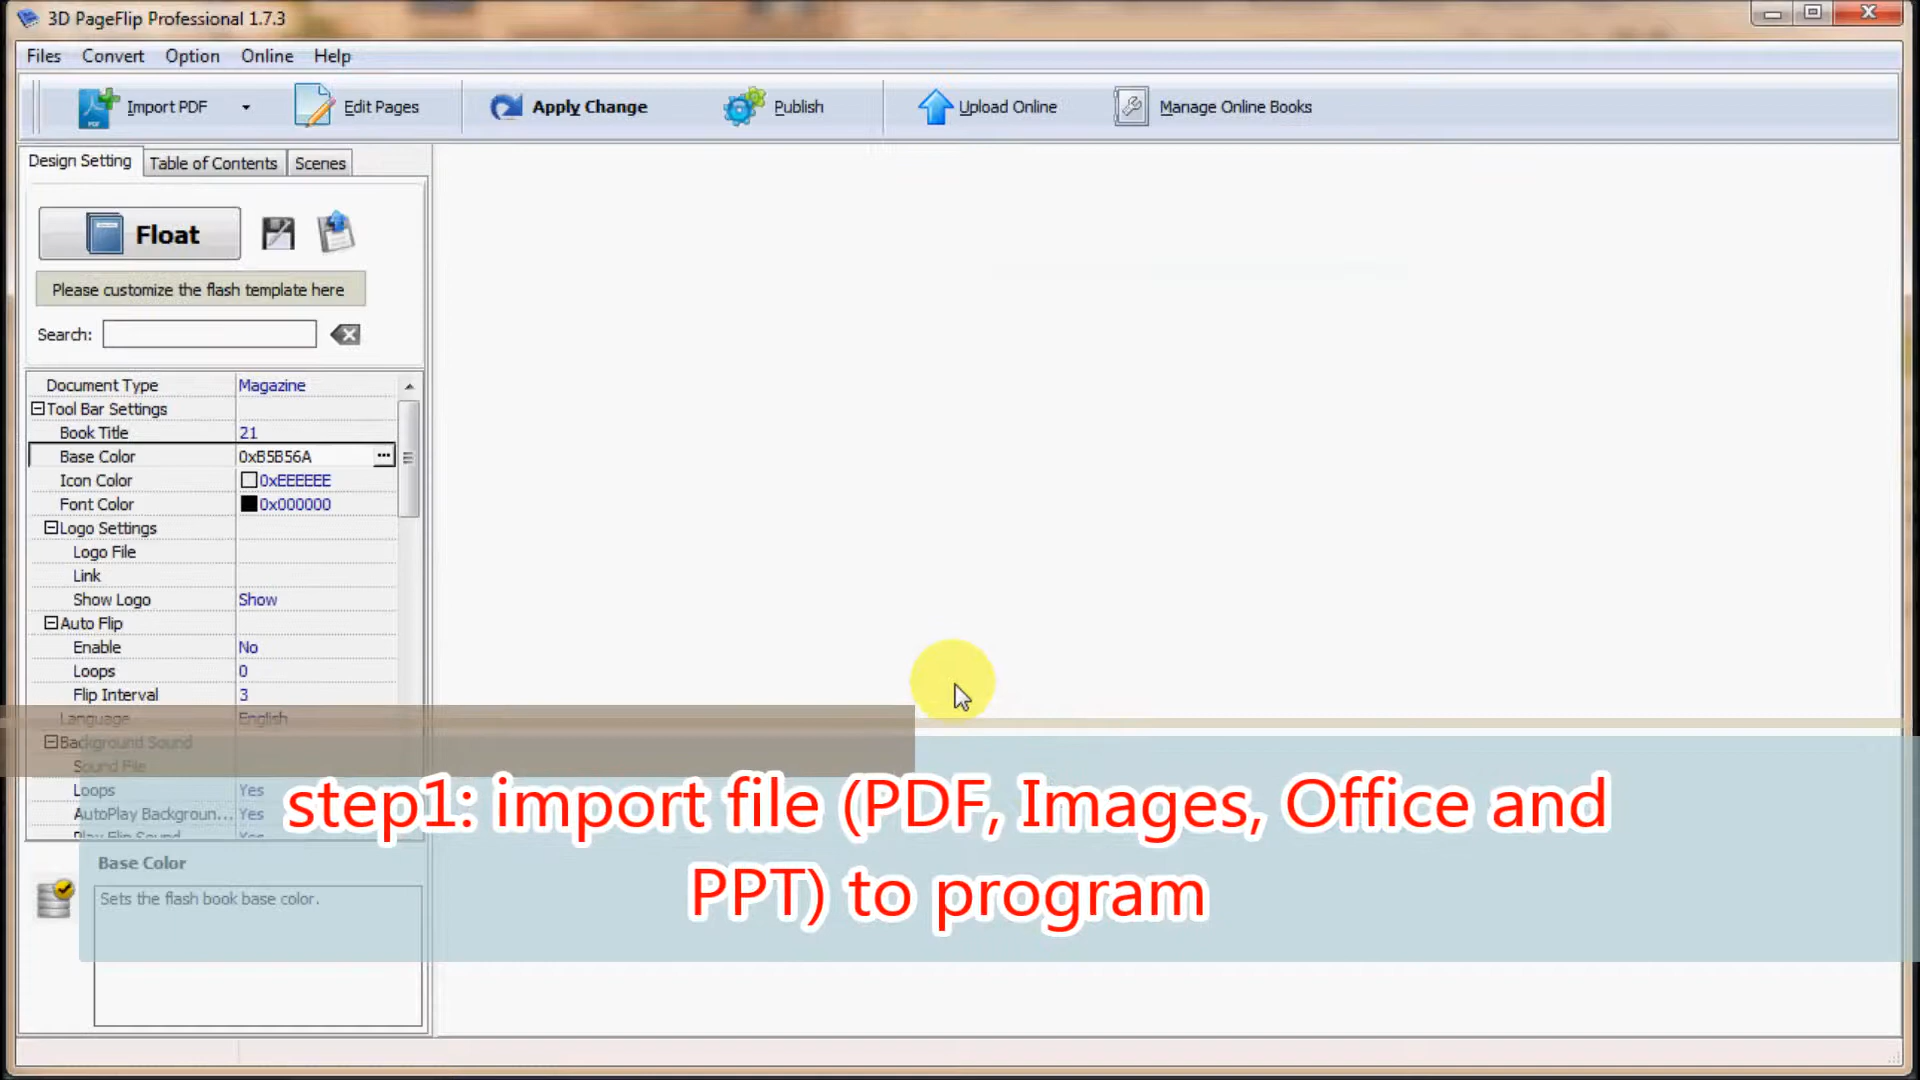 3D PageFlip Professional 1.7.3
Files Convert Option Online Help
Import PDF Edit Pages Apply Change Publish Upload Online Manage Online Books
Design Setting Table of Contents Scenes
Float
Please customize the flash template here
Search:
Document Type Magazine
Tool Bar Settings
Book Title 21
Base Color 0xB5B56A ...
Icon Color 0xEEEEEE
Font Color 0x000000
Logo Settings
Logo File
Link
Show Logo Show
Auto Flip
Enable No
Loops 0
Flip Interval 3
Language English
Background Sound
Sound File
Loops Yes
AutoPlay Backgroun... Yes
Play Flip Sound Yes
step1: import file (PDF, Images, Office and
PPT) to program
Base Color
Sets the flash book base color.